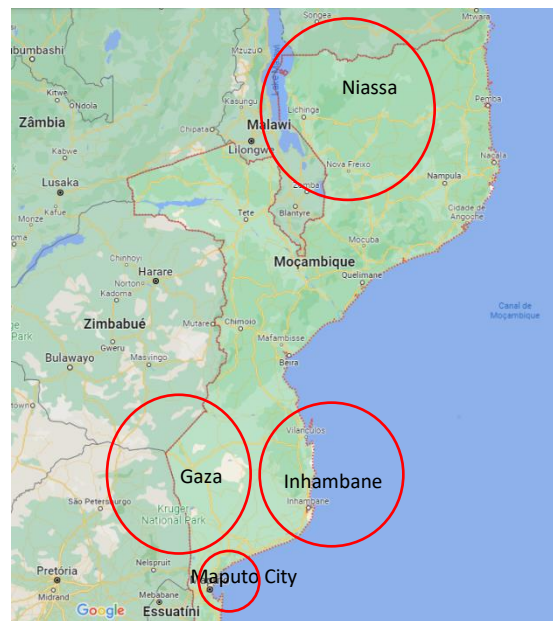 Songea
Mtwara
Lubumbashi
Mzuzu
Niassa
Kitwe
Ndola
Kasungu
Lichinga
Pemba
Zâmbia
Chipata
Malawi
Kabwe
Lilongwe
Nova Freixo
Nacala
Lusaka
Zomba
Nampula
Kafue
Monze
Tete
Blantyre
Cidade de
Angoche
Mocuba
Chinhoyi
Moçambique
Harare
Quelimane
Norton
Kadoma
Canal de
Moçambique
Zimbabué
Mutare
Chimoio
Gweru
Mafambisse
Bulawayo
Masvingo
Beira
Vilanculos
Gaza
Inhambane
São Petersburgo
Kruger
National Park
Inhambane
Pretória
Nelspruit
Maputo City
Midrand
Mbabane
Google
Essuatíni